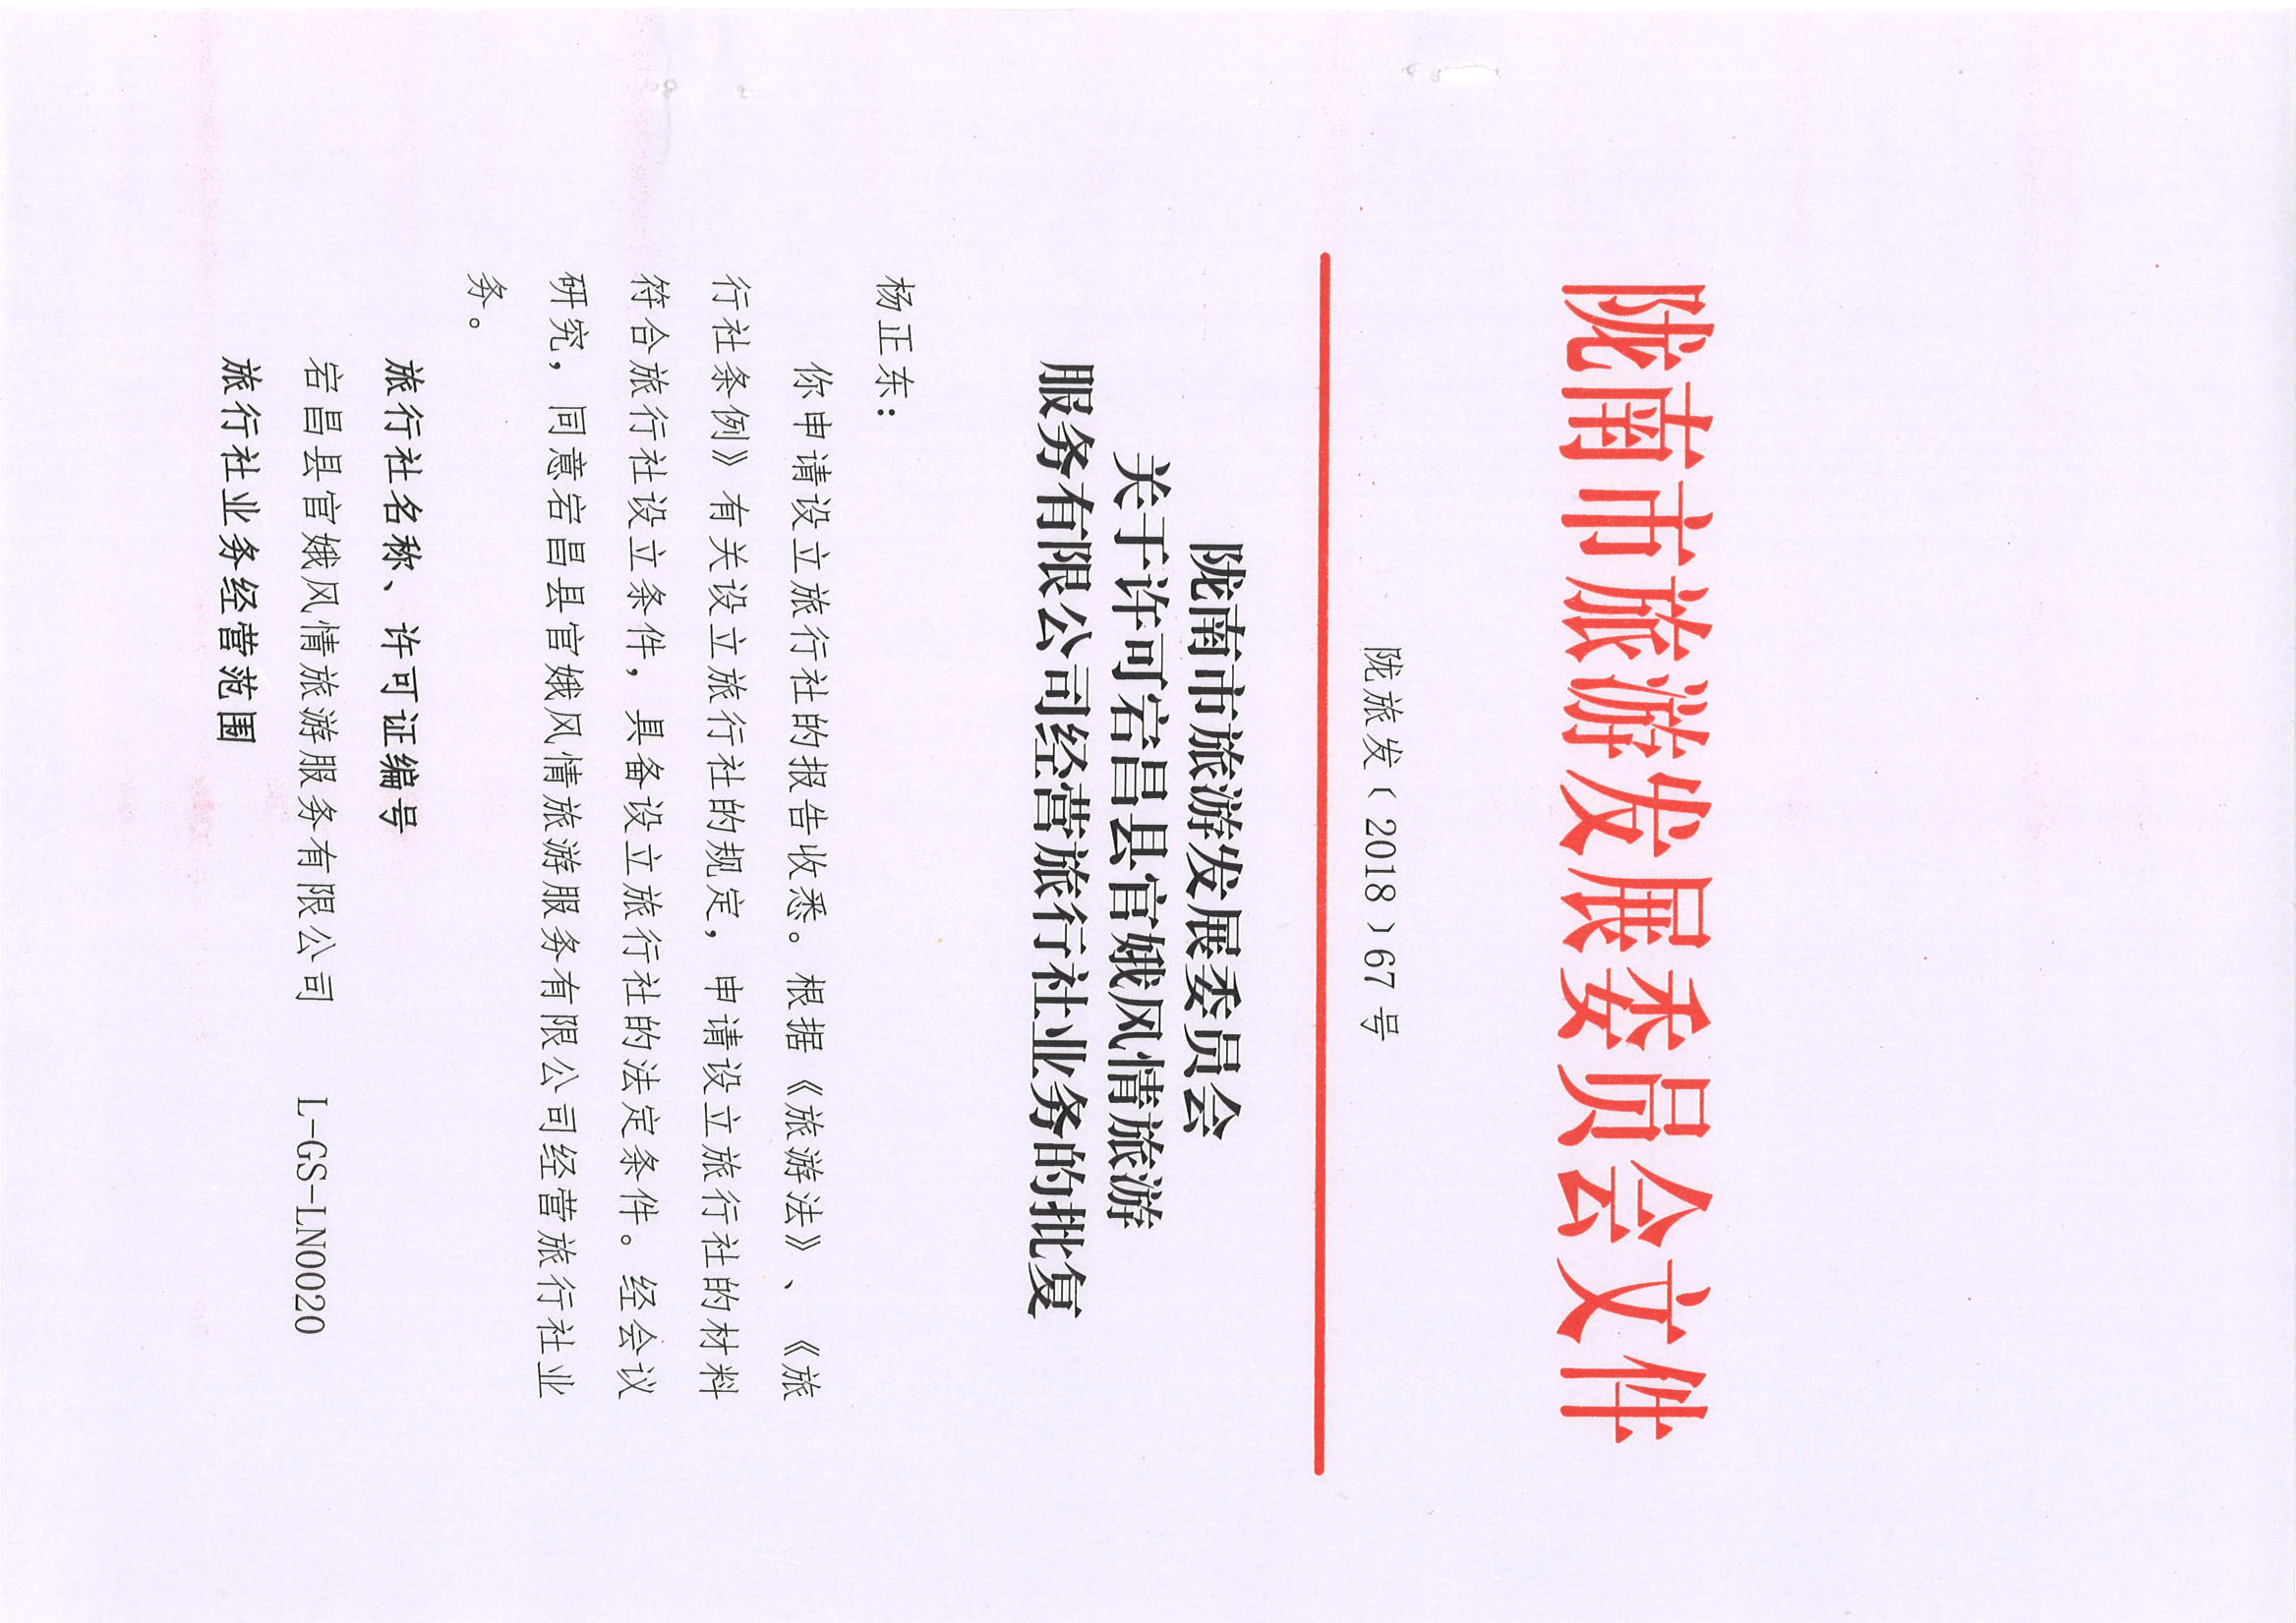 陇南市旅游发展委员会文件
陇旅发﹝2018﹞67号
陇南市旅游发展委员会
关于许可宕昌县官娥风情旅游
服务有限公司经营旅行社业务的批复
杨正东：
你申请设立旅行社的报告收悉。根据《旅游法》、《旅
行社条例》有关设立旅行社的规定，申请设立旅行社的材料
符合旅行社设立条件，具备设立旅行社的法定条件。经会议
研究，同意宕昌县官娥风情旅游服务有限公司经营旅行社业
务。
旅行社名称、许可证编号
宕昌县官娥风情旅游服务有限公司 L-GS-LN0020
旅行社业务经营范围